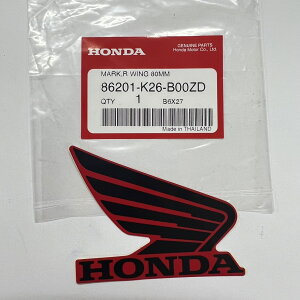 HONDA
GENUINE PARTS
Honda Motor Co., Ltd.
MARK,R WING 80MM
86201-K26-B00ZD
QTY 1 B6X27
Made in THAILAND
HONDA